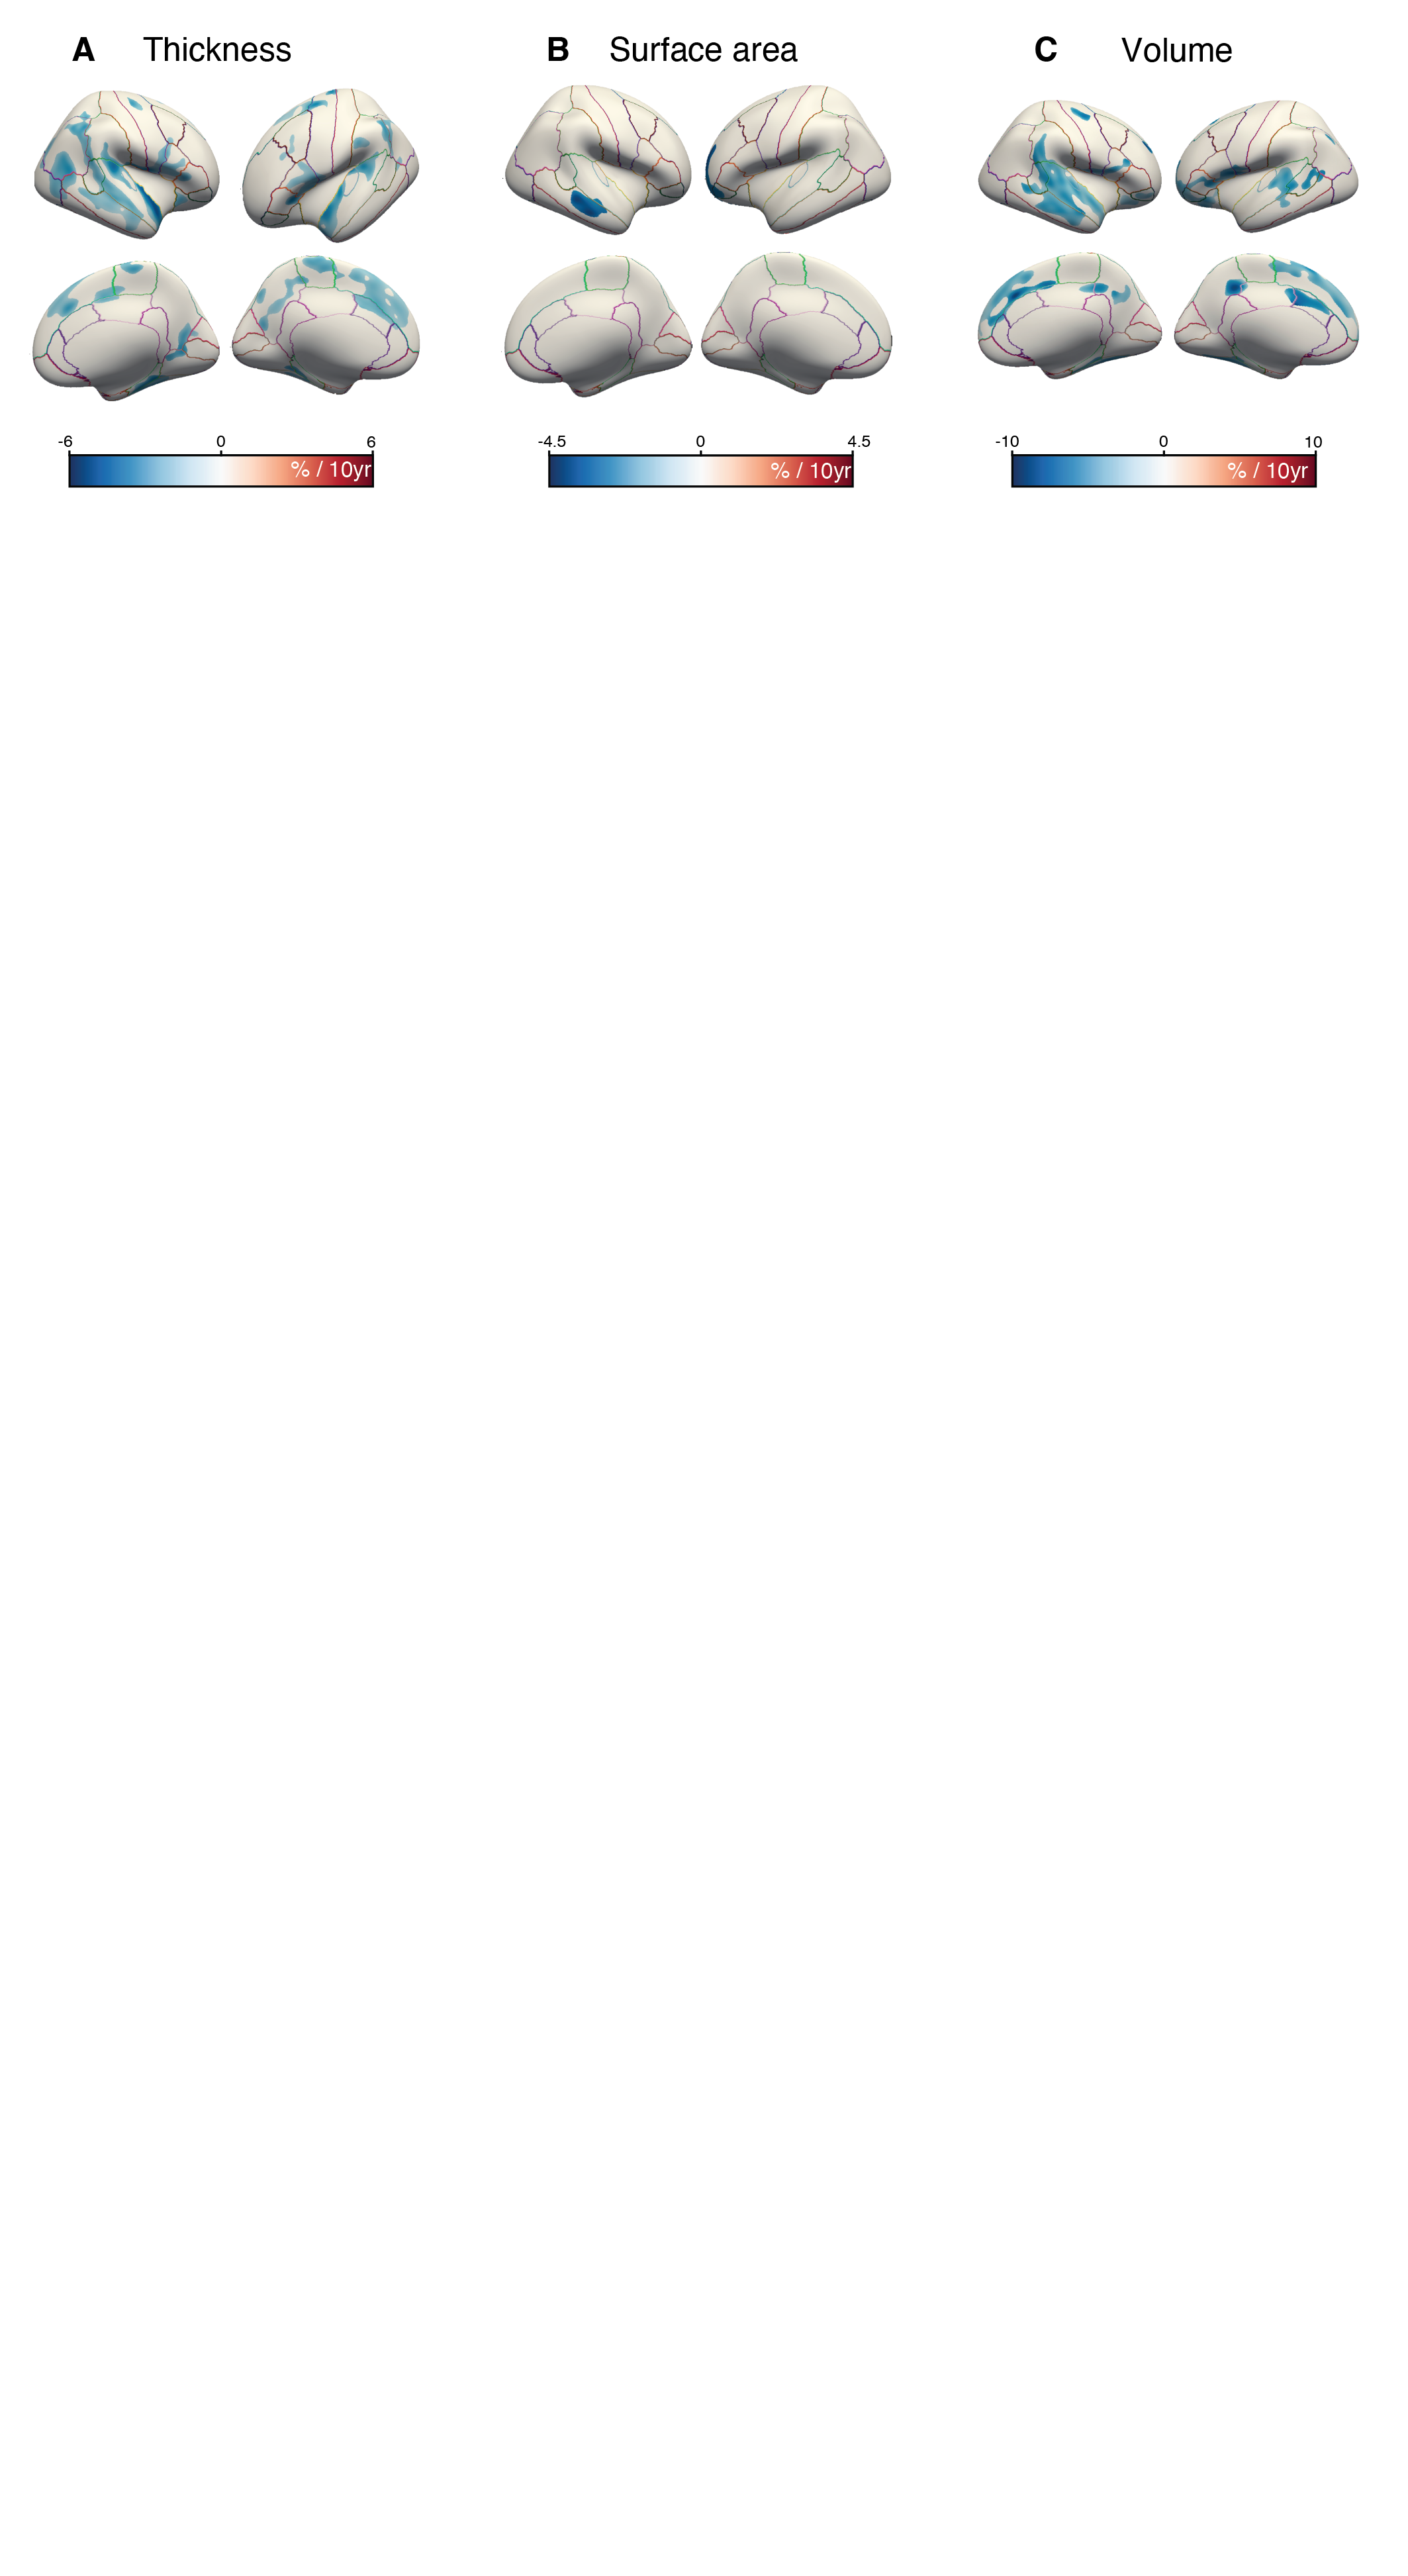 A Thickness
B Surface area
C Volume
-6 0 6
% / 10yr
-4.5 0 4.5
% / 10yr
-10 0 10
% / 10yr